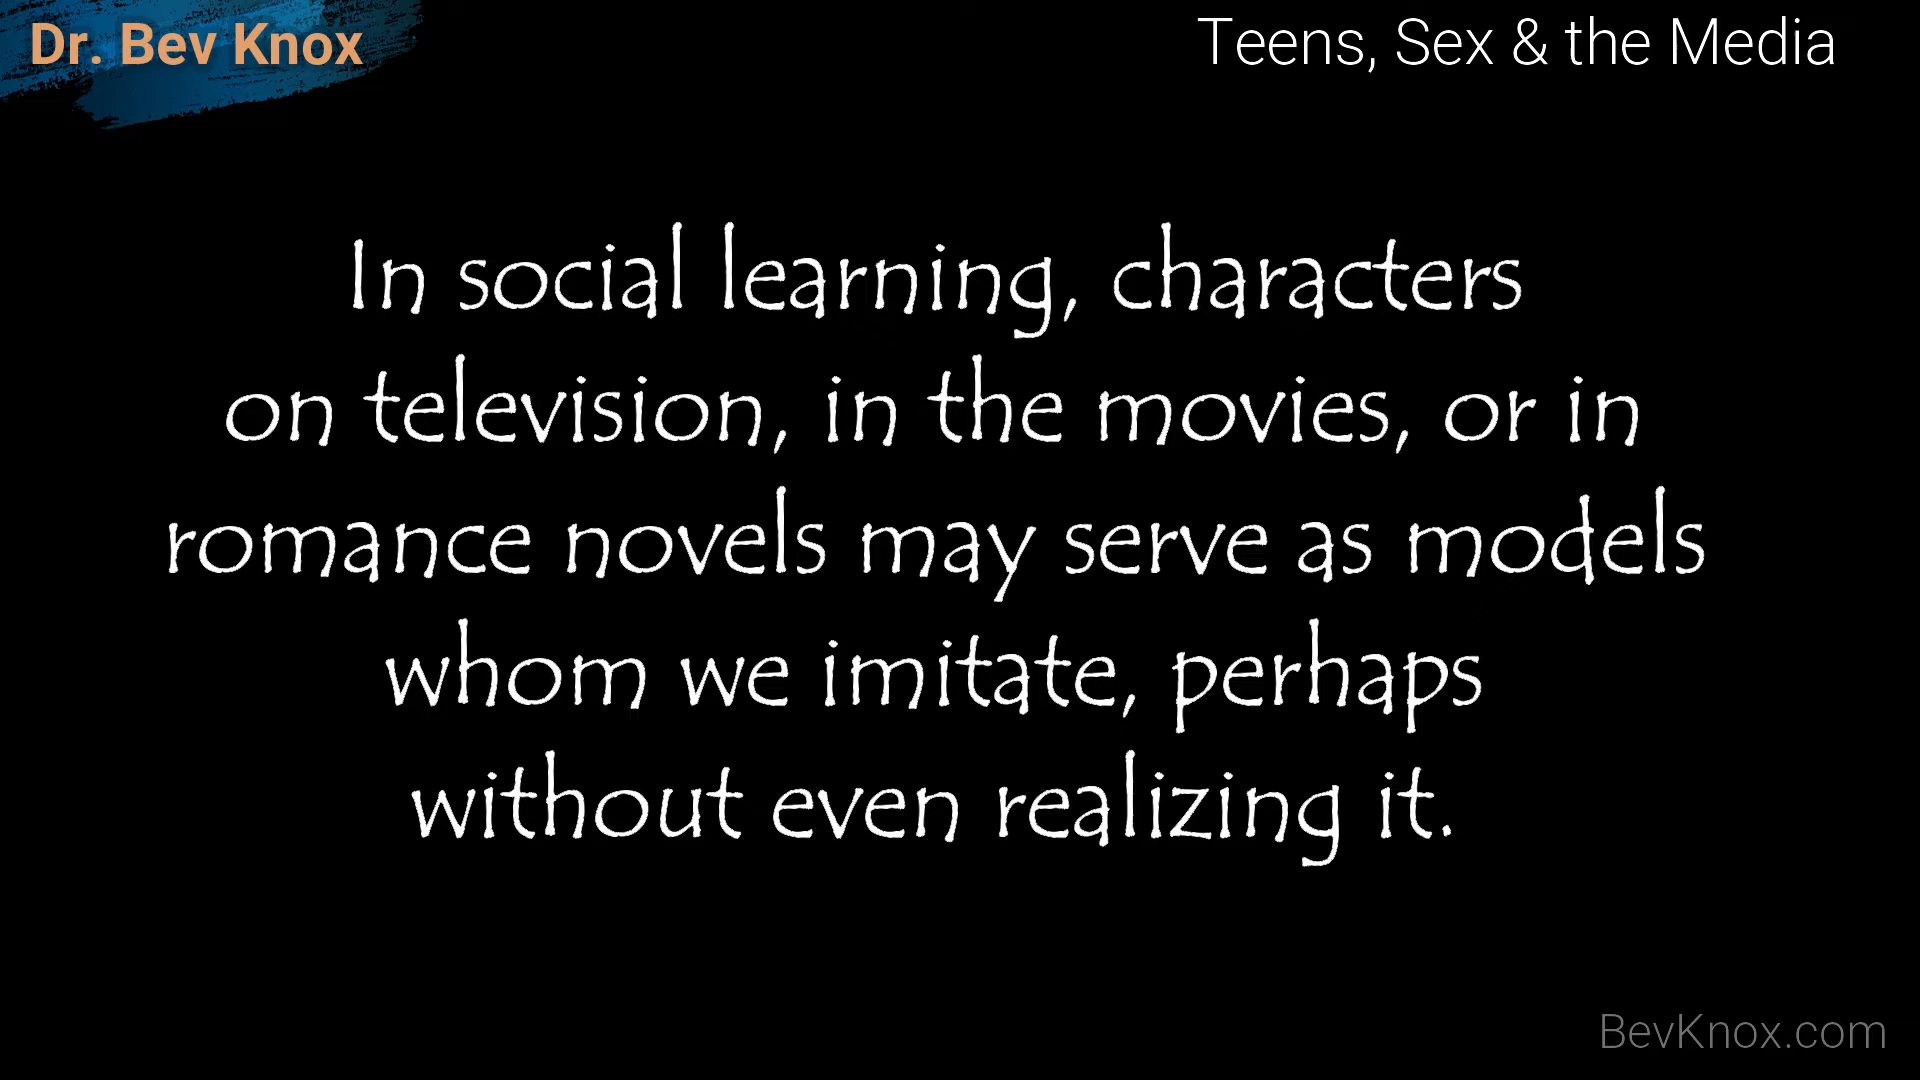 Dr. Bev Knox
Teens, Sex & the Media
In social learning, characters
on television, in the movies, or in
romance novels may serve as models
whom we imitate, perhaps
without even realizing it.
BevKnox.com